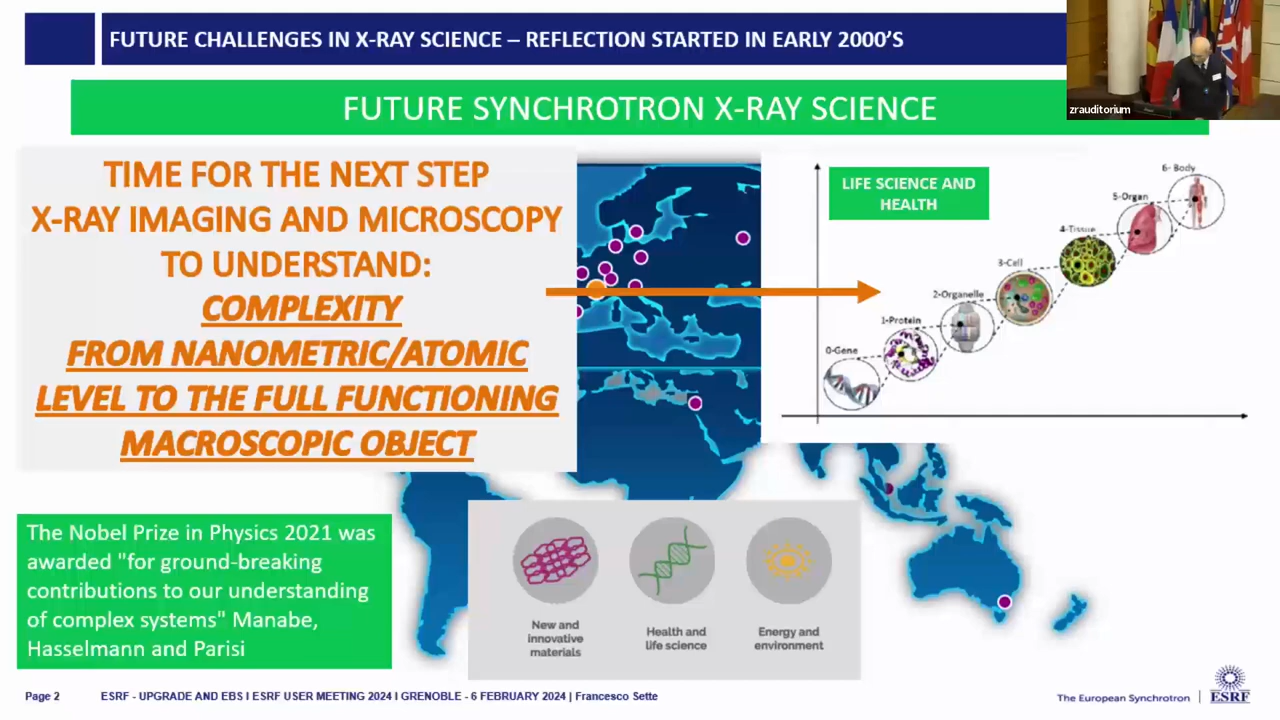 FUTURE CHALLENGES IN X-RAY SCIENCE – REFLECTION STARTED IN EARLY 2000'S
zrauditorium
FUTURE SYNCHROTRON X-RAY SCIENCE
TIME FOR THE NEXT STEP
X-RAY IMAGING AND MICROSCOPY
TO UNDERSTAND:
COMPLEXITY
FROM NANOMETRIC/ATOMIC
LEVEL TO THE FULL FUNCTIONING
MACROSCOPIC OBJECT
LIFE SCIENCE AND
HEALTH
6- Body
5-Organ
4-Tissue
3-Cell
2-Organelle
1-Protein
0-Gene
The Nobel Prize in Physics 2021 was
awarded "for ground-breaking
contributions to our understanding
of complex systems" Manabe,
Hasselmann and Parisi
New and
innovative
materials
Health and
life science
Energy and
environment
Page 2
ESRF - UPGRADE AND EBS I ESRF USER MEETING 2024 I GRENOBLE - 6 FEBRUARY 2024 | Francesco Sette
The European Synchrotron
ESRF